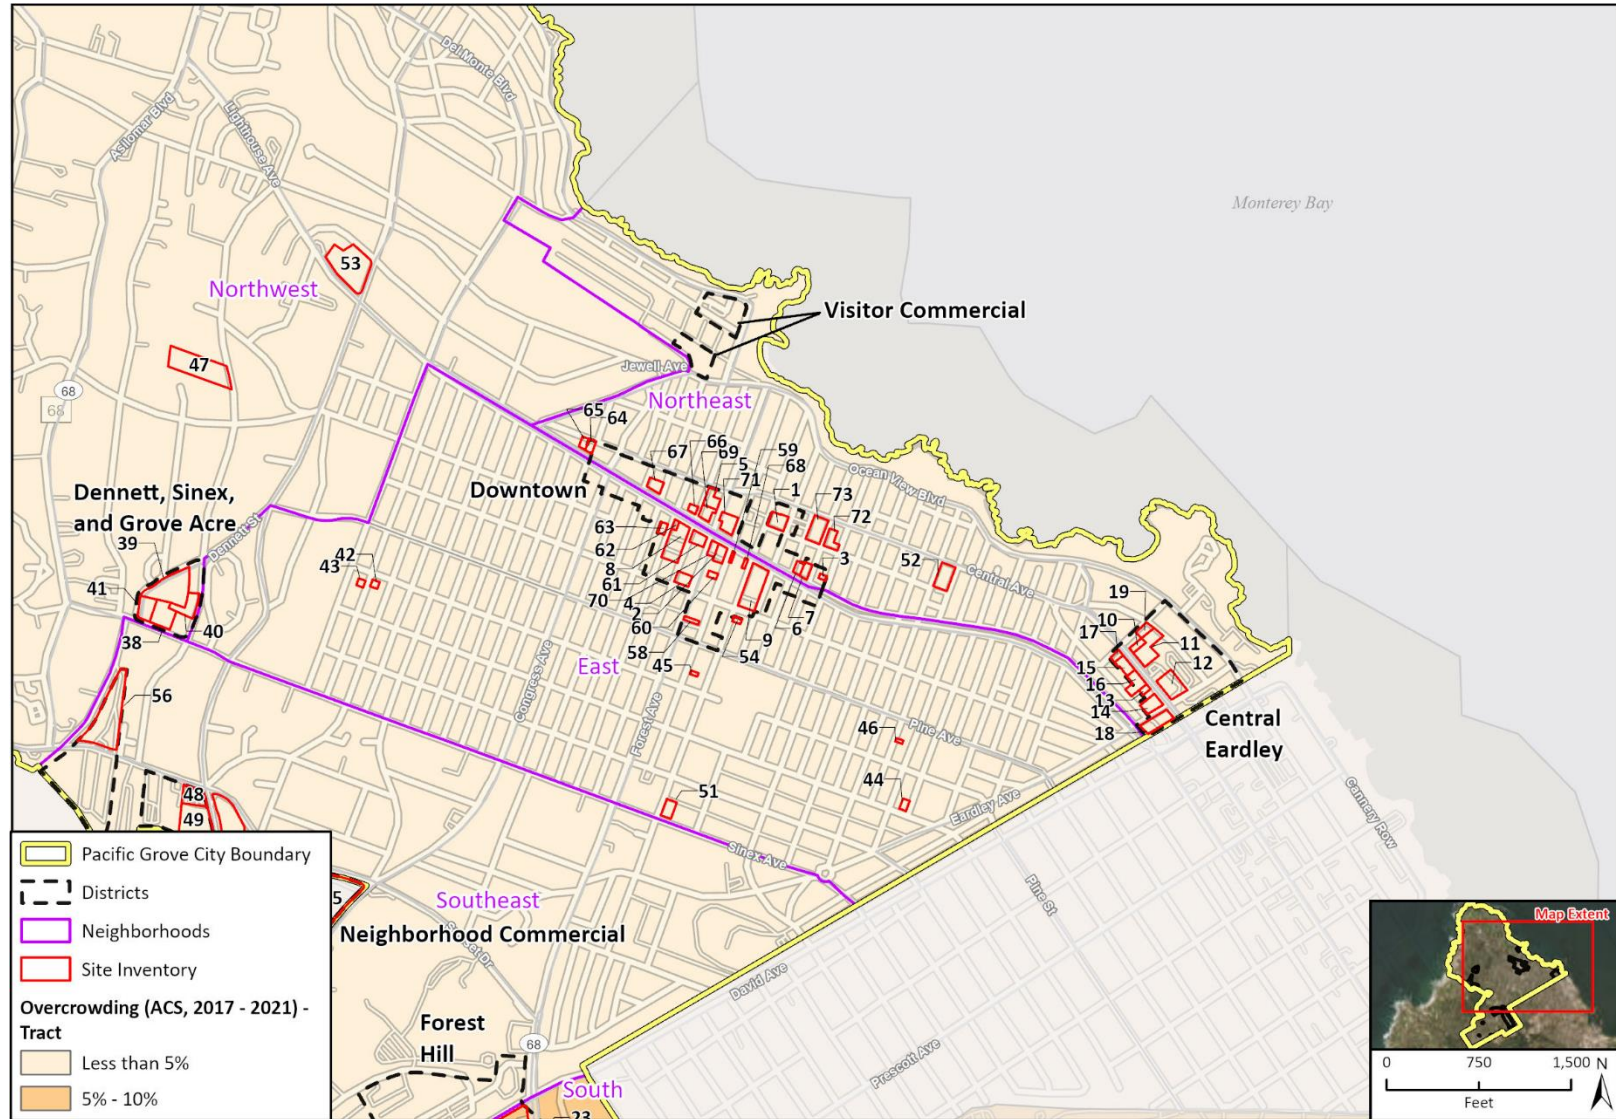 Del Monte Blvd
Asilomar Blvd
Lighthouse Ave
Monterey Bay
53
Northwest
Visitor Commercial
47
68
68
Jewell Ave
Northeast
65
64
66
67
69
59
5
68
71
1
73
72
Ocean View Blvd
Downtown
Dennett, Sinex,
and Grove Acre
39
Dennett St
63
62
8
61
70
4
2
60
58
3
52
Central Ave
7
6
9
54
42
43
41
40
38
19
10
17
11
12
15
16
13
14
18
East
45
56
Congress Ave
Forest Ave
46
Pine Ave
Central
Eardley
44
51
Eardley Ave
Cannery Row
48
49
Sinex Ave
Pine St
5
Southeast
Neighborhood Commercial
Sunset Dr
David Ave
Forest
Hill
68
Prescott Ave
South
23
Pacific Grove City Boundary
Districts
Neighborhoods
Site Inventory
Overcrowding (ACS, 2017 - 2021) -
Tract
Less than 5%
5% - 10%
Map Extent
0 750 1,500
Feet
N